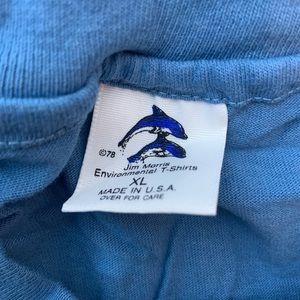 ©78
Jim Morris
Environmental T-Shirts
XL
MADE IN U.S.A.
OVER FOR CARE